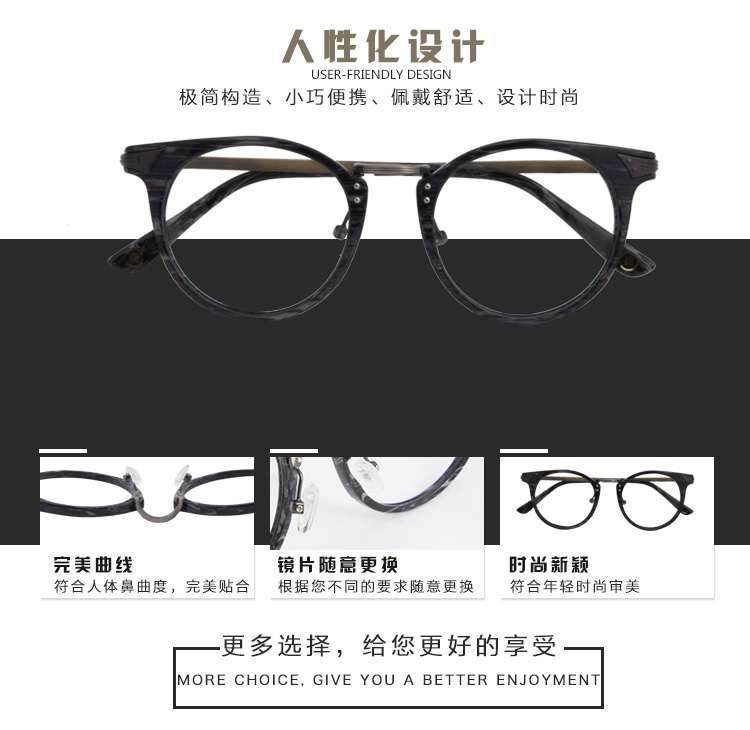 人性化设计
USER-FRIENDLY DESIGN
极简构造、小巧便携、佩戴舒适、设计时尚
完美曲线
符合人体鼻曲度，完美贴合
镜片随意更换
根据您不同的要求随意更换
时尚新颖
符合年轻时尚审美
更多选择，给您更好的享受
MORE CHOICE, GIVE YOU A BETTER ENJOYMENT